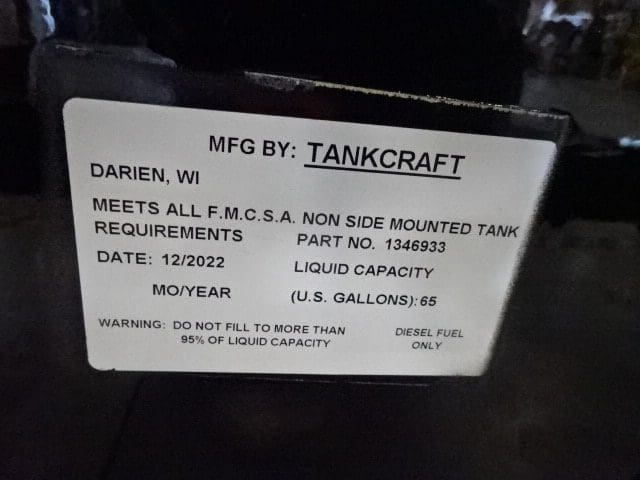 MFG BY: TANKCRAFT
DARIEN, WI
MEETS ALL F.M.C.S.A. NON SIDE MOUNTED TANK
REQUIREMENTS PART NO. 1346933
DATE: 12/2022 LIQUID CAPACITY
MO/YEAR (U.S. GALLONS): 65
WARNING: DO NOT FILL TO MORE THAN DIESEL FUEL
95% OF LIQUID CAPACITY ONLY